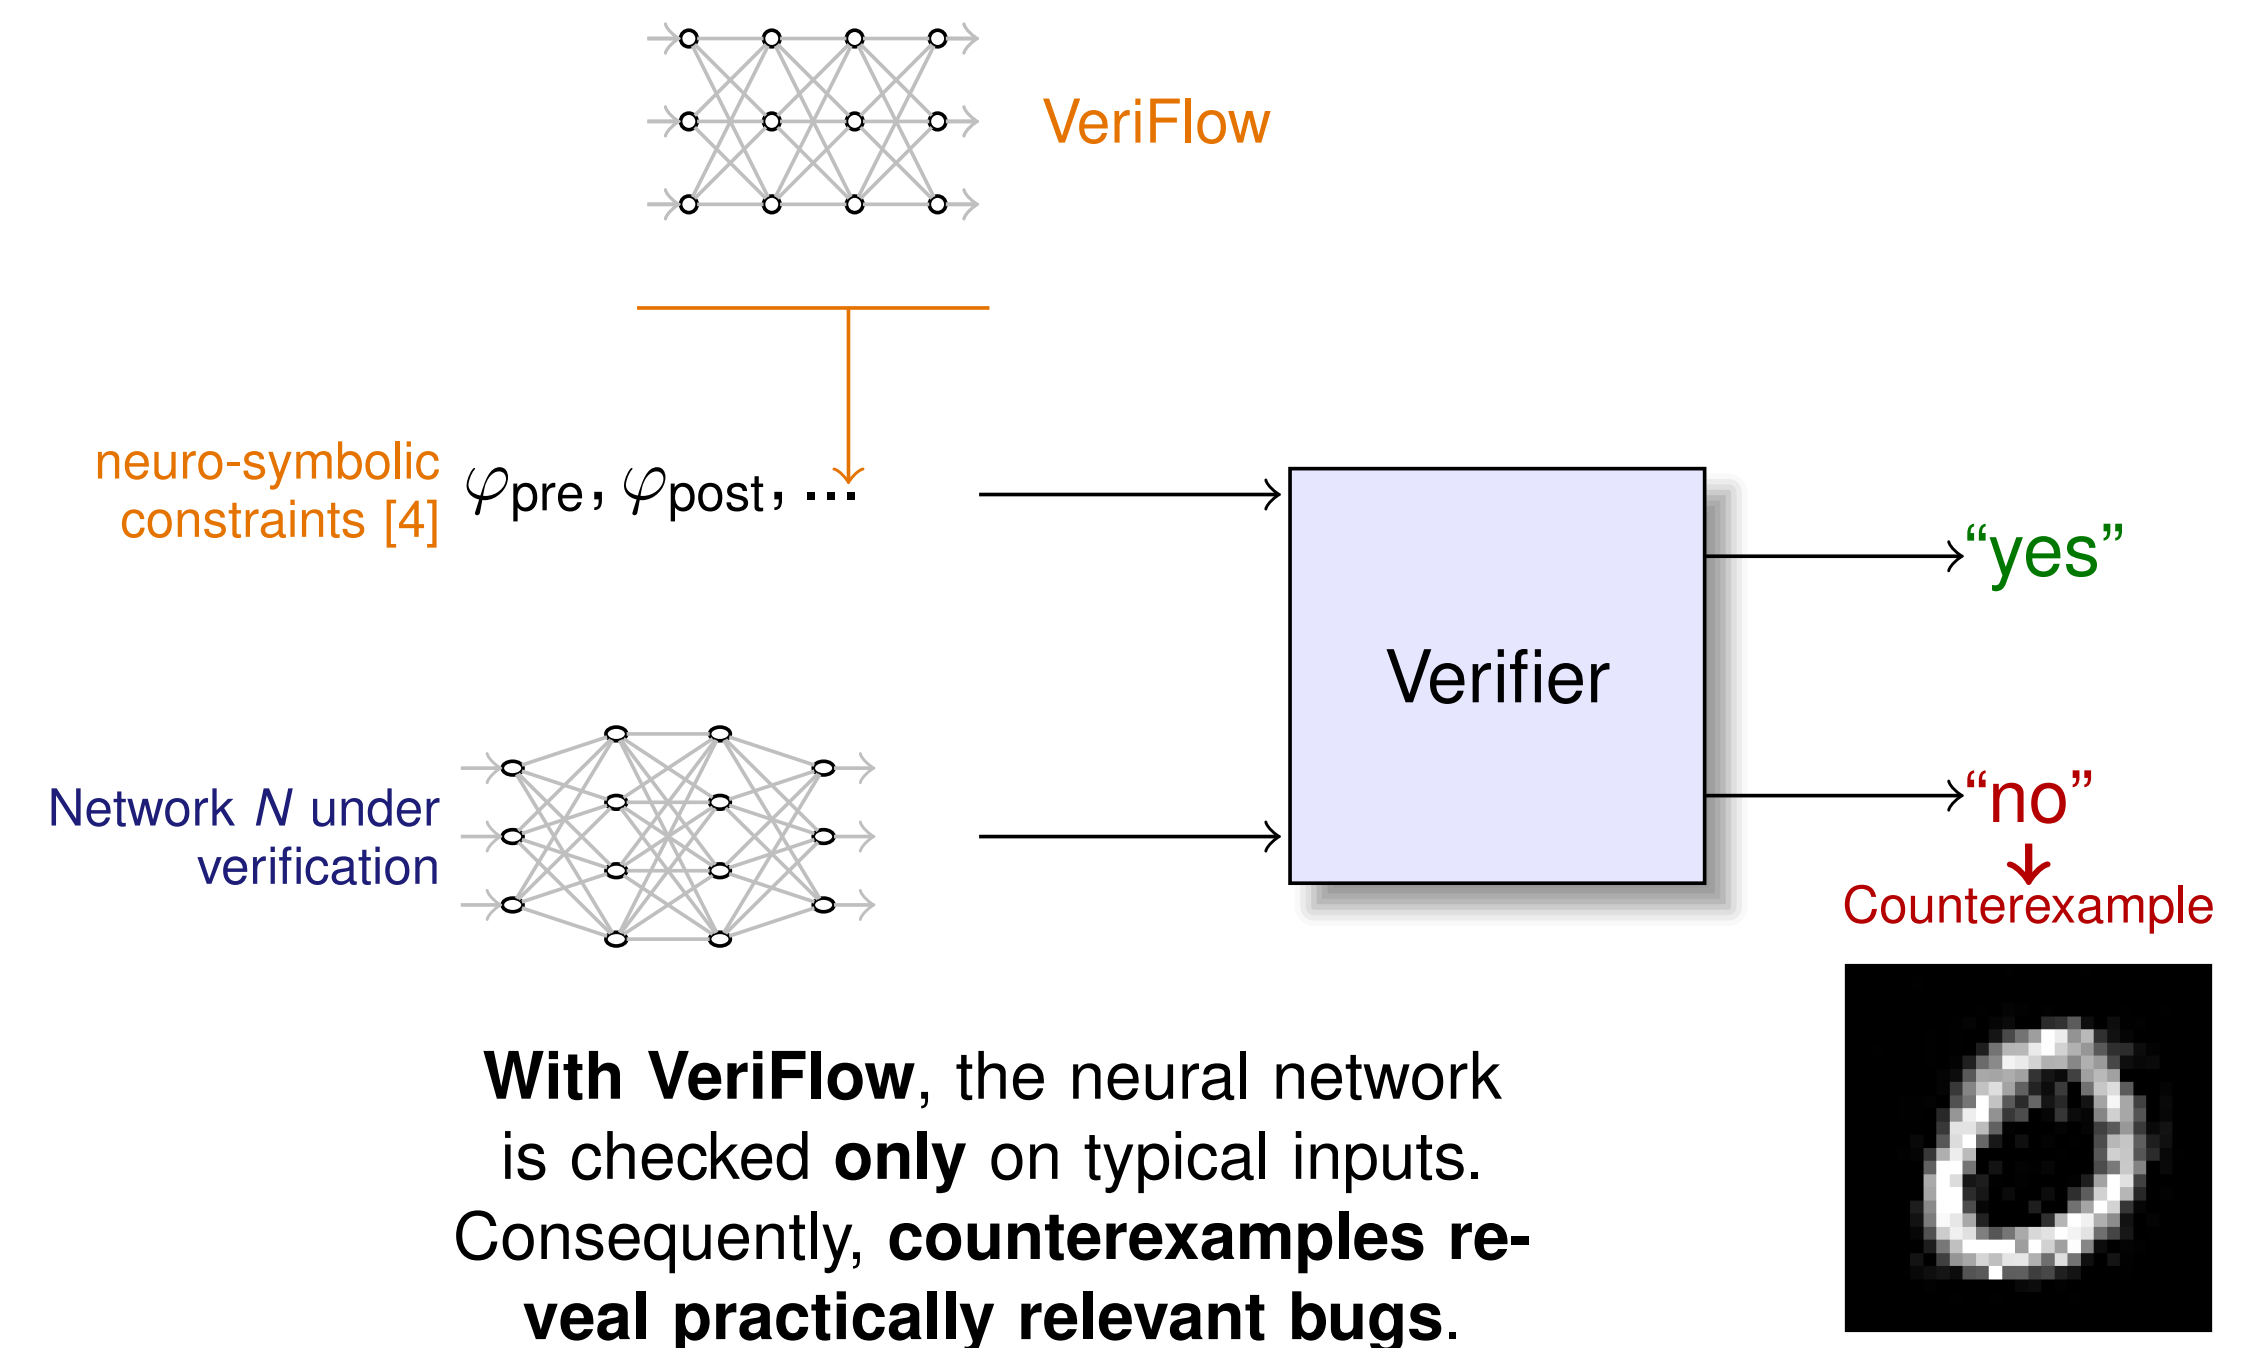 VeriFlow
neuro-symbolic
constraints [4]
φpre, φpost, ...
Verifier
“yes”
Network N under
verification
“no”
Counterexample
With VeriFlow, the neural network
is checked only on typical inputs.
Consequently, counterexamples re-
veal practically relevant bugs.